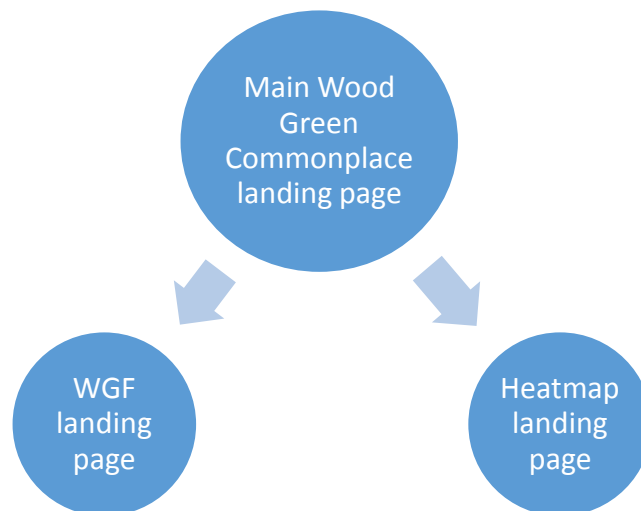 Main Wood
Green
Commonplace
landing page
WGF
landing
page
Heatmap
landing
page